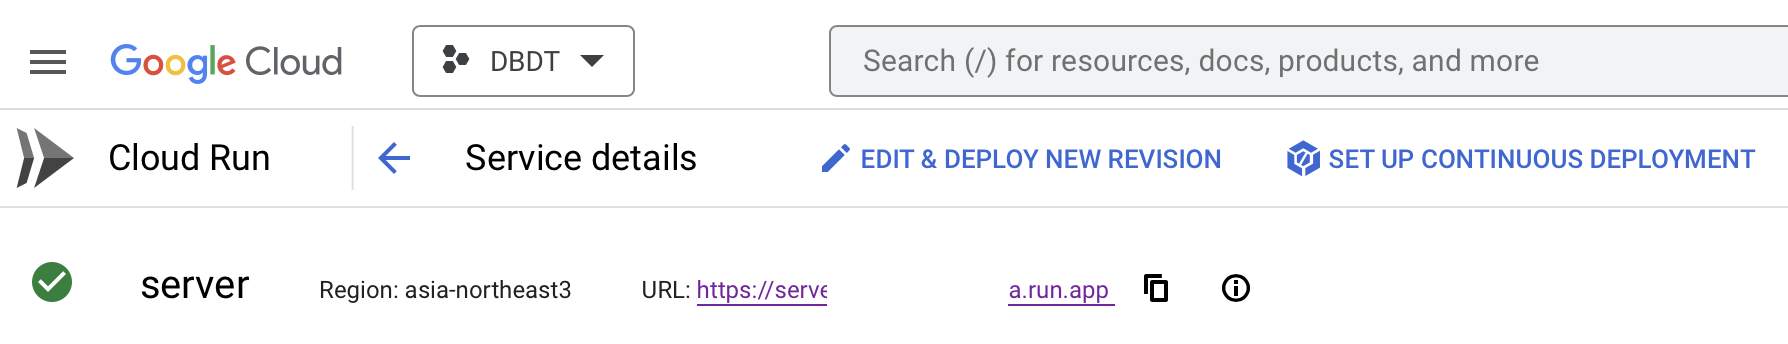 Google Cloud DBDT Search (/) for resources, docs, products, and more
Cloud Run Service details EDIT & DEPLOY NEW REVISION SET UP CONTINUOUS DEPLOYMENT
server Region: asia-northeast3 URL: https://serve a.run.app